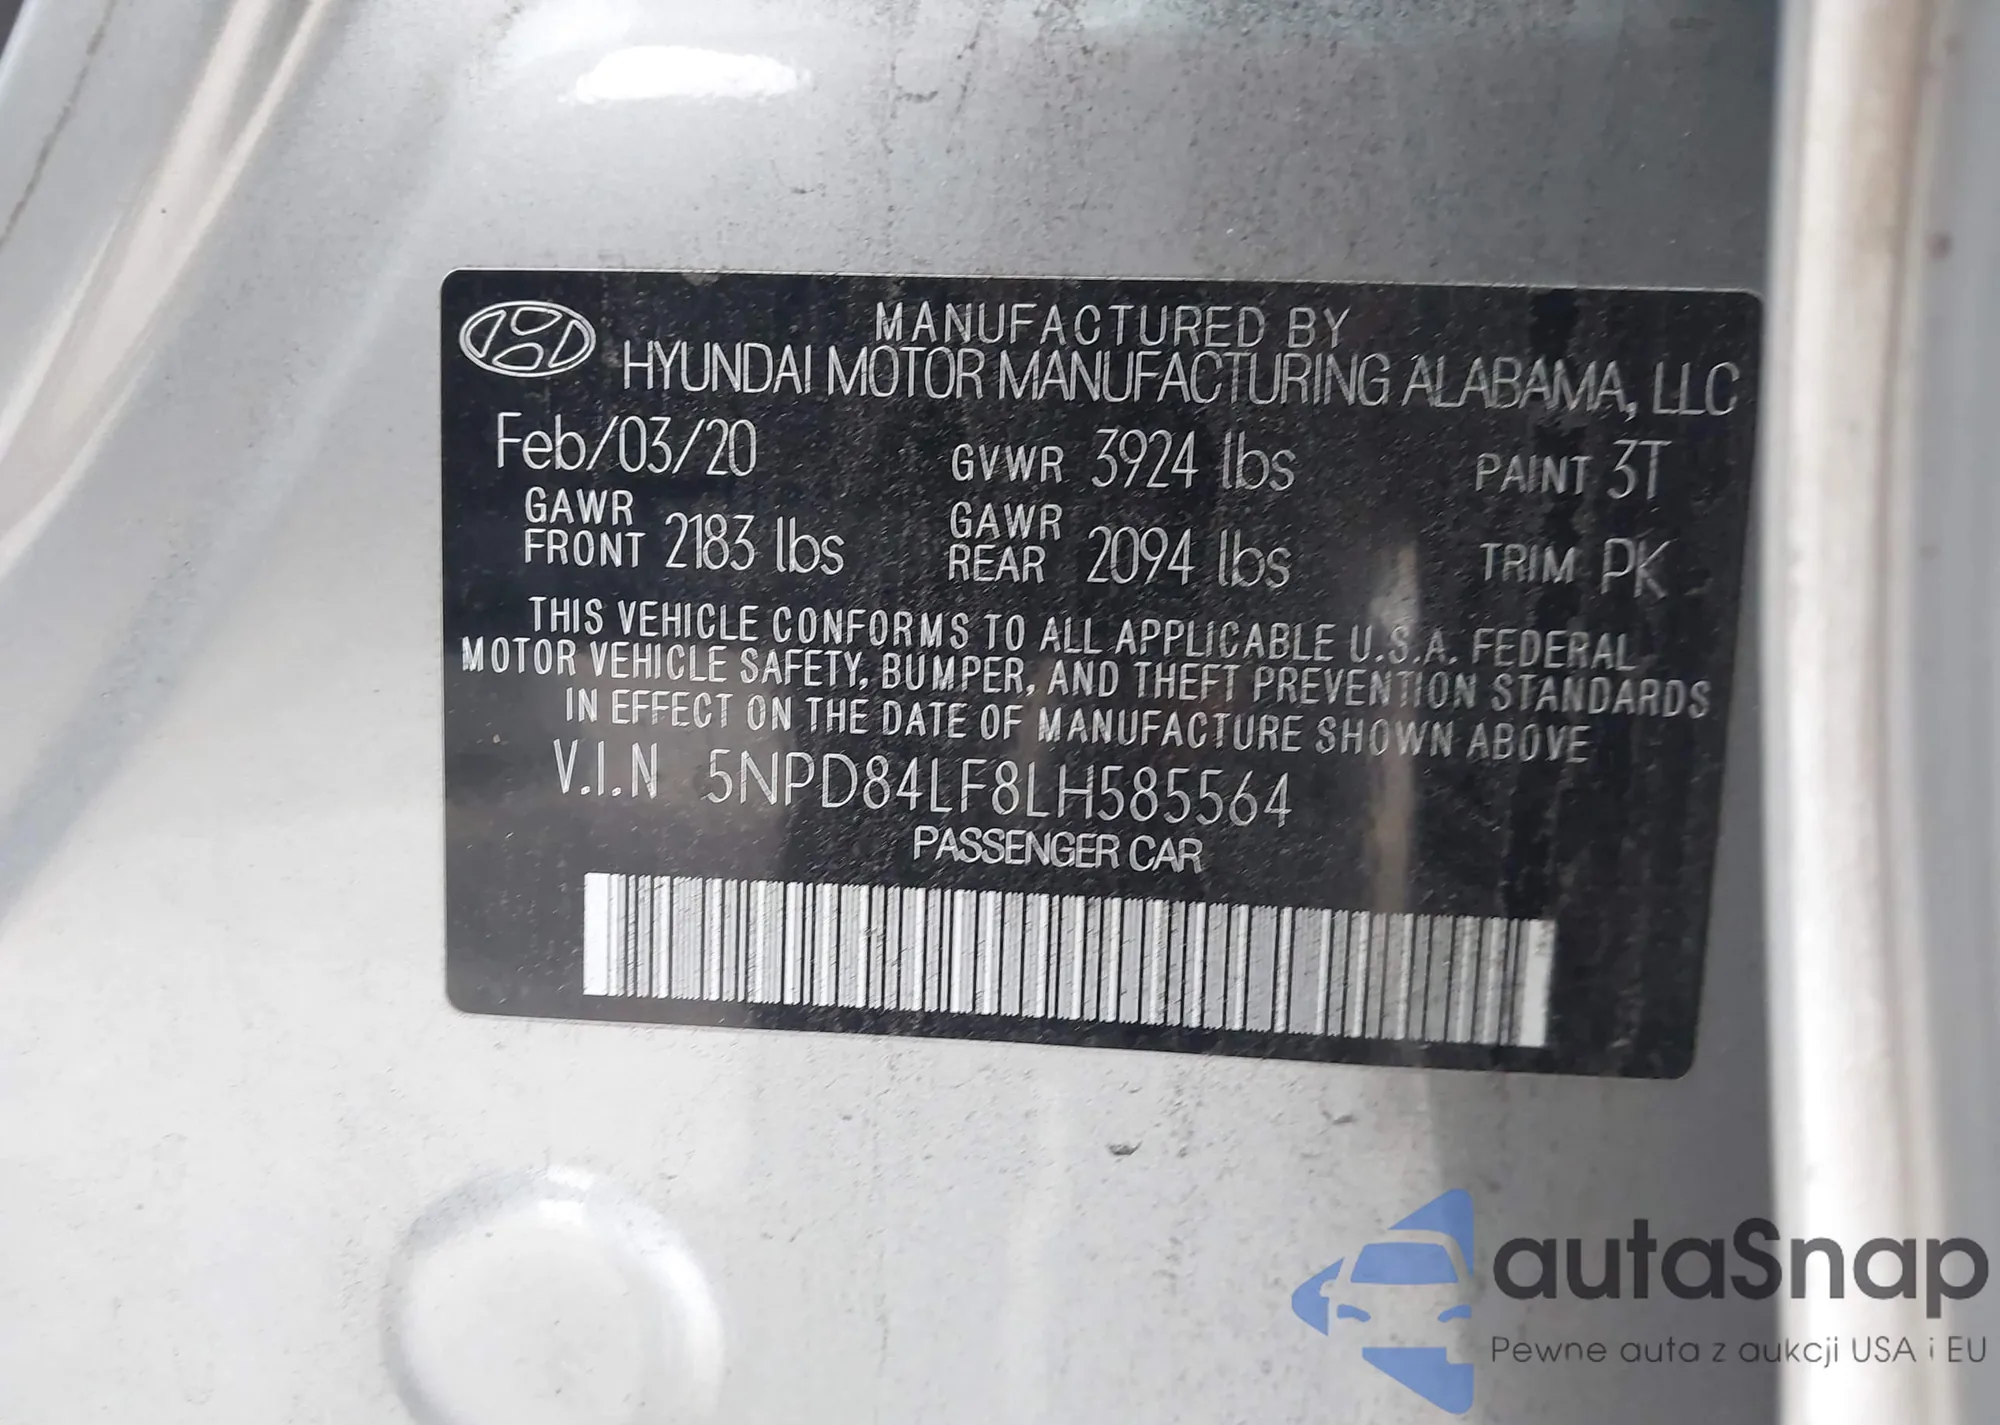 MANUFACTURED BY
HYUNDAI MOTOR MANUFACTURING ALABAMA, LLC
Feb/03/20 GVWR 3924 lbs PAINT 3T
GAWR FRONT 2183 lbs GAWR REAR 2094 lbs TRIM PK
THIS VEHICLE CONFORMS TO ALL APPLICABLE U.S.A. FEDERAL
MOTOR VEHICLE SAFETY, BUMPER, AND THEFT PREVENTION STANDARDS
IN EFFECT ON THE DATE OF MANUFACTURE SHOWN ABOVE
V.I.N 5NPD84LF8LH585564
PASSENGER CAR
autaSnap
Pewne auta z aukcji USA i EU